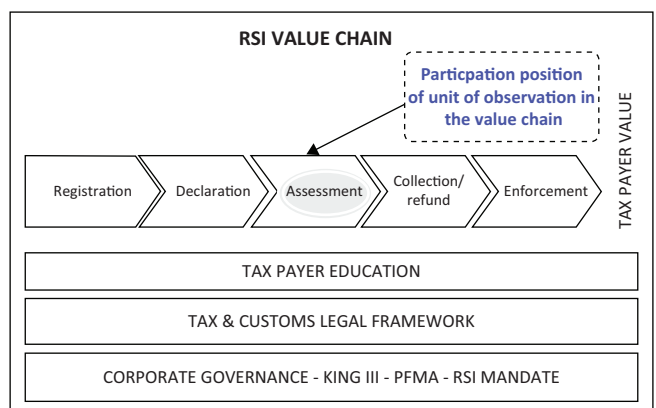 RSI VALUE CHAIN
Particpation position
of unit of observation in
the value chain
TAX PAYER VALUE
Registration
Declaration
Assessment
Collection/
refund
Enforcement
TAX PAYER EDUCATION
TAX & CUSTOMS LEGAL FRAMEWORK
CORPORATE GOVERNANCE - KING III - PFMA - RSI MANDATE